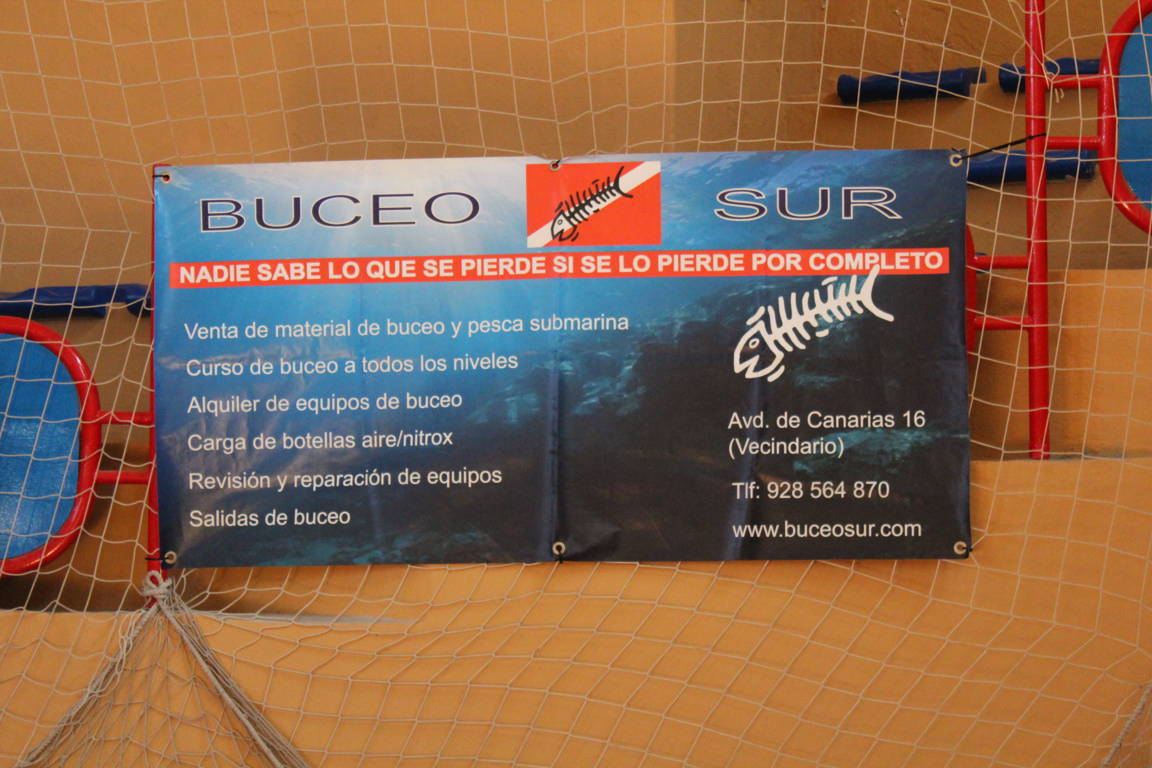 BUCEO SUR
NADIE SABE LO QUE SE PIERDE SI SE LO PIERDE POR COMPLETO
Venta de material de buceo y pesca submarina
Curso de buceo a todos los niveles
Alquiler de equipos de buceo
Carga de botellas aire/nitrox
Revisión y reparación de equipos
Salidas de buceo
Avd. de Canarias 16
(Vecindario)
Tlf: 928 564 870
www.buceosur.com